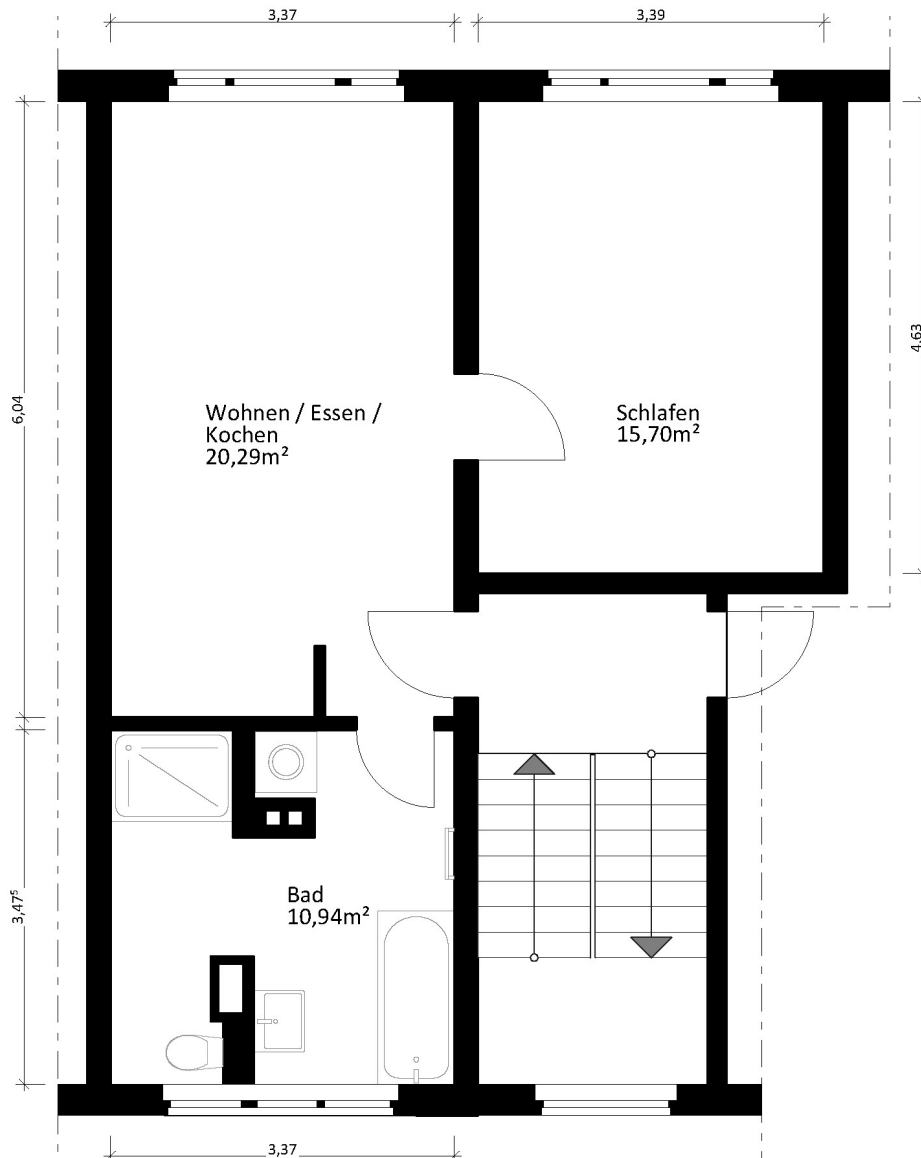 3,37
3,39
6,04
4.63
Wohnen / Essen /
Kochen
20,29m²
Schlafen
15,70m²
3,47⁵
Bad
10,94m²
3,37